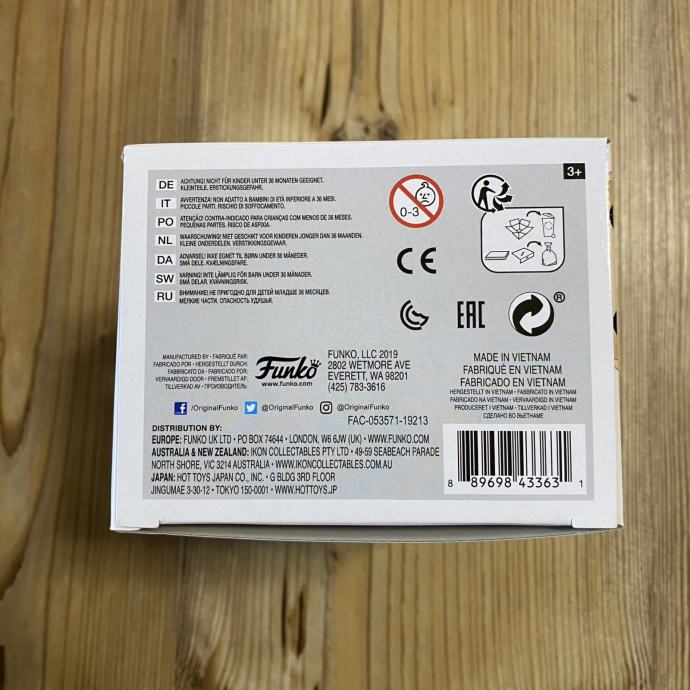 DE ACHTUNG! NICHT FÜR KINDER UNTER 36 MONATEN GEEIGNET.
KLEINTEILE. ERSTICKUNGSGEFAHR.
IT AVVERTENZA! NON ADATTO A BAMBINI DI ETÀ INFERIORE A 36 MESI.
PICCOLE PARTI. RISCHIO DI SOFFOCAMENTO.
PO ATENÇÃO! CONTRA-INDICADO PARA CRIANÇAS COM MENOS DE 36 MESES.
PEQUENAS PARTES. RISCO DE ASFIXIA.
NL WAARSCHUWING! NIET GESCHIKT VOOR KINDEREN JONGER DAN 36 MAANDEN.
KLEINE ONDERDELEN. VERSTIKKINGSGEVAAR.
DA ADVARSEL! IKKE EGNET TIL BØRN UNDER 36 MÅNEDER.
SMÅ DELE. KVÆLNINGSFARE.
SW VARNING! INTE LÄMPLIG FÖR BARN UNDER 36 MÅNADER.
SMÅ DELAR. KVÄVNINGSRISK.
RU ВНИМАНИЕ! НЕ ПРИГОДНО ДЛЯ ДЕТЕЙ МЛАДШЕ 36 МЕСЯЦЕВ.
МЕЛКИЕ ЧАСТИ. ОПАСНОСТЬ УДУШЬЯ.
0-3
3+
CE
EAC
®
MANUFACTURED BY • FABRIQUÉ PAR:
FABRICADO POR • HERGESTELLT DURCH:
FABBRICATO DA • FABRICADO POR:
VERVAARDIGD DOOR • FREMSTILLET AF:
TILLVERKAD AV • ПРОИЗВОДИТЕЛЬ:
Funko
www.funko.com
FUNKO, LLC 2019
2802 WETMORE AVE
EVERETT, WA 98201
(425) 783-3616
/OriginalFunko @OriginalFunko @OriginalFunko
FAC-053571-19213
MADE IN VIETNAM
FABRIQUÉ EN VIETNAM
FABRICADO EN VIETNAM
HERGESTELLT IN VIETNAM • FABBRICATO IN VIETNAM
FABRICADO NA VIETNAM • VERVAARDIGD IN VIETNAM
PRODUCERET I VIETNAM • TILLVERKAD I VIETNAM
СДЕЛАНО ВО ВЬЕТНАМЕ
DISTRIBUTION BY:
EUROPE: FUNKO UK LTD • PO BOX 74644 • LONDON, W6 6JW (UK) • WWW.FUNKO.COM
AUSTRALIA & NEW ZEALAND: IKON COLLECTABLES PTY LTD • 49-59 SEABEACH PARADE
NORTH SHORE, VIC 3214 AUSTRALIA • WWW.IKONCOLLECTABLES.COM.AU
JAPAN: HOT TOYS JAPAN CO., INC. • G BLDG 3RD FLOOR
JINGUMAE 3-30-12 • TOKYO 150-0001 • WWW.HOTTOYS.JP
8 89698 43363 1